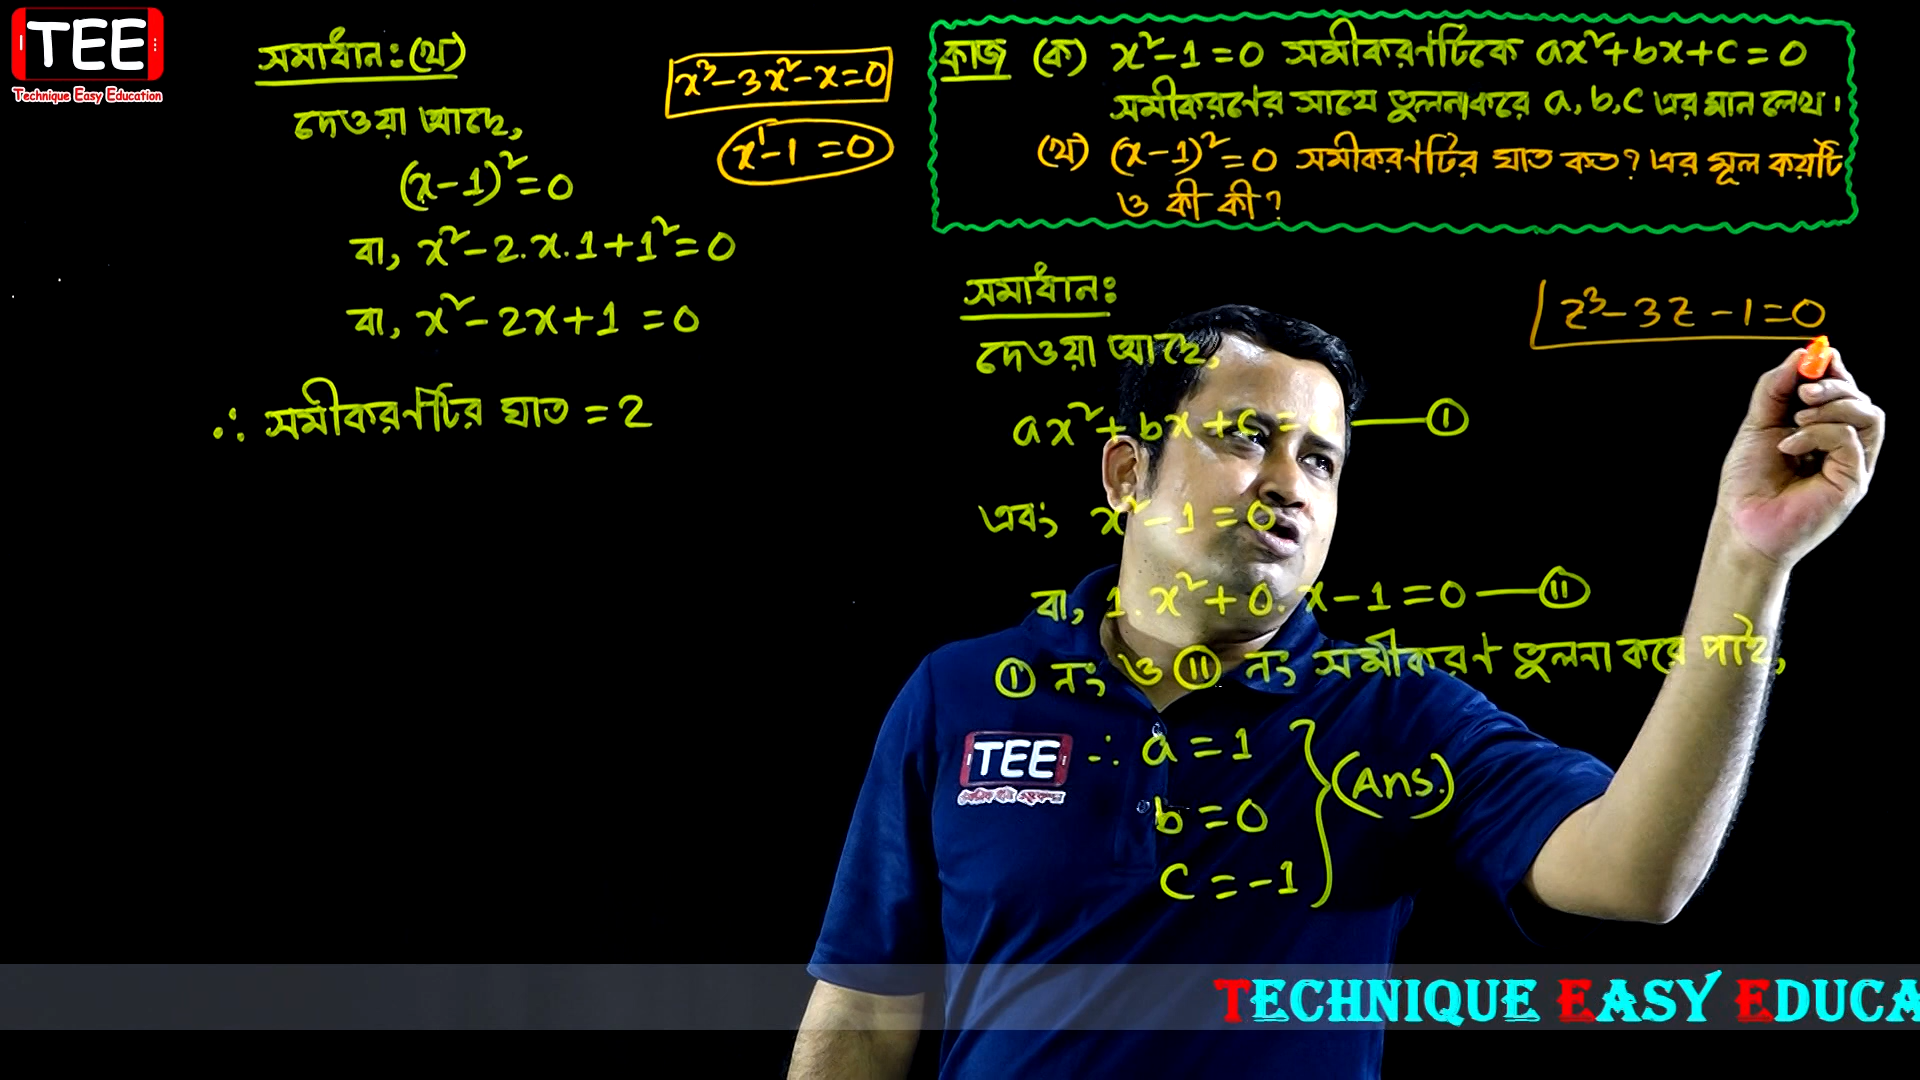 TEE
Technique Easy Education
সমাধান: (খ)
দেওয়া আছে,
(x-1)²=0
বা, x²-2.x.1+1²=0
বা, x²-2x+1 =0
∴ সমীকরণটির ঘাত = 2
x³-3x²-x=0
x¹-1=0
কাজ (ক) x²-1=0 সমীকরণটিকে ax²+bx+c=0
সমীকরণের সাথে তুলনা করে a, b, c এর মান লেখ।
(খ) (x-1)²=0 সমীকরণটির ঘাত কত? এর মূল কয়টি
ও কী কী?
সমাধান:
দেওয়া আছে,
ax²+bx+c= ——(i)
z³-3z-1=0
এবং x²-1=0
বা, 1.x²+0.x-1=0 ——(ii)
(i) নং ও (ii) নং সমীকরণ তুলনা করে পাই,
∴ a=1
b=0
c=-1
(Ans.)
TEE
TECHNIQUE EASY EDUCA